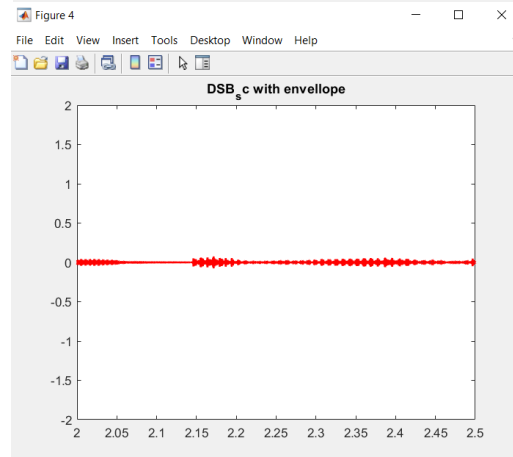 Figure 4
File Edit View Insert Tools Desktop Window Help
DSB_sc with envellope
2
1.5
1
0.5
0
-0.5
-1
-1.5
-2
2 2.05 2.1 2.15 2.2 2.25 2.3 2.35 2.4 2.45 2.5